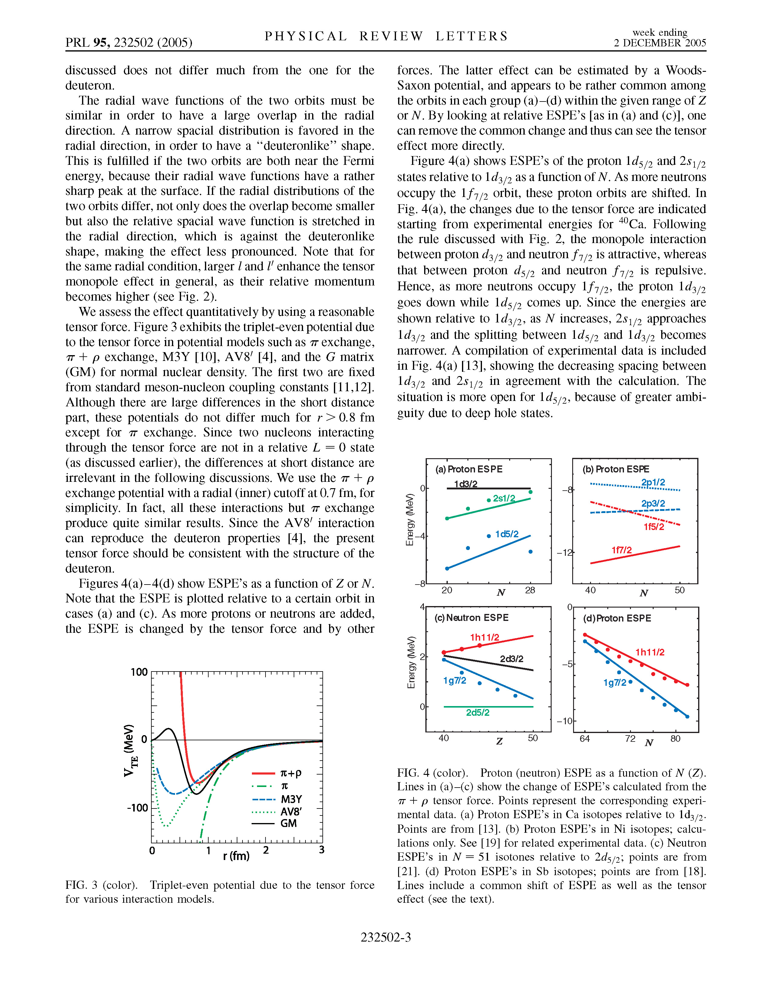 PRL 95, 232502 (2005)
PHYSICAL REVIEW LETTERS
week ending
2 DECEMBER 2005
discussed does not differ much from the one for the
deuteron.
The radial wave functions of the two orbits must be
similar in order to have a large overlap in the radial
direction. A narrow spacial distribution is favored in the
radial direction, in order to have a ‘‘deuteronlike’’ shape.
This is fulfilled if the two orbits are both near the Fermi
energy, because their radial wave functions have a rather
sharp peak at the surface. If the radial distributions of the
two orbits differ, not only does the overlap become smaller
but also the relative spacial wave function is stretched in
the radial direction, which is against the deuteronlike
shape, making the effect less pronounced. Note that for
the same radial condition, larger l and l′ enhance the tensor
monopole effect in general, as their relative momentum
becomes higher (see Fig. 2).
We assess the effect quantitatively by using a reasonable
tensor force. Figure 3 exhibits the triplet-even potential due
to the tensor force in potential models such as π exchange,
π + ρ exchange, M3Y [10], AV8′ [4], and the G matrix
(GM) for normal nuclear density. The first two are fixed
from standard meson-nucleon coupling constants [11,12].
Although there are large differences in the short distance
part, these potentials do not differ much for r > 0.8 fm
except for π exchange. Since two nucleons interacting
through the tensor force are not in a relative L = 0 state
(as discussed earlier), the differences at short distance are
irrelevant in the following discussions. We use the π + ρ
exchange potential with a radial (inner) cutoff at 0.7 fm, for
simplicity. In fact, all these interactions but π exchange
produce quite similar results. Since the AV8′ interaction
can reproduce the deuteron properties [4], the present
tensor force should be consistent with the structure of the
deuteron.
Figures 4(a)–4(d) show ESPE's as a function of Z or N.
Note that the ESPE is plotted relative to a certain orbit in
cases (a) and (c). As more protons or neutrons are added,
the ESPE is changed by the tensor force and by other
100
0
-100
V_TE (MeV)
0
1
2
3
r (fm)
π+ρ
π
M3Y
AV8'
GM
FIG. 3 (color). Triplet-even potential due to the tensor force
for various interaction models.
forces. The latter effect can be estimated by a Woods-
Saxon potential, and appears to be rather common among
the orbits in each group (a)–(d) within the given range of Z
or N. By looking at relative ESPE's [as in (a) and (c)], one
can remove the common change and thus can see the tensor
effect more directly.
Figure 4(a) shows ESPE's of the proton 1d5/2 and 2s1/2
states relative to 1d3/2 as a function of N. As more neutrons
occupy the 1f7/2 orbit, these proton orbits are shifted. In
Fig. 4(a), the changes due to the tensor force are indicated
starting from experimental energies for 40Ca. Following
the rule discussed with Fig. 2, the monopole interaction
between proton d3/2 and neutron f7/2 is attractive, whereas
that between proton d5/2 and neutron f7/2 is repulsive.
Hence, as more neutrons occupy 1f7/2, the proton 1d3/2
goes down while 1d5/2 comes up. Since the energies are
shown relative to 1d3/2, as N increases, 2s1/2 approaches
1d3/2 and the splitting between 1d5/2 and 1d3/2 becomes
narrower. A compilation of experimental data is included
in Fig. 4(a) [13], showing the decreasing spacing between
1d3/2 and 2s1/2 in agreement with the calculation. The
situation is more open for 1d5/2, because of greater ambi-
guity due to deep hole states.
(a) Proton ESPE
1d3/2
2s1/2
1d5/2
0
−4
−8
Energy (MeV)
20
N
28
(b) Proton ESPE
2p1/2
2p3/2
1f5/2
1f7/2
−8
−12
40
N
50
(c) Neutron ESPE
1h11/2
2d3/2
1g7/2
2d5/2
4
2
0
Energy (MeV)
40
Z
50
(d) Proton ESPE
1h11/2
1g7/2
0
−5
−10
64
72
N
80
FIG. 4 (color). Proton (neutron) ESPE as a function of N (Z).
Lines in (a)–(c) show the change of ESPE's calculated from the
π + ρ tensor force. Points represent the corresponding experi-
mental data. (a) Proton ESPE's in Ca isotopes relative to 1d3/2.
Points are from [13]. (b) Proton ESPE's in Ni isotopes; calcu-
lations only. See [19] for related experimental data. (c) Neutron
ESPE's in N = 51 isotones relative to 2d5/2; points are from
[21]. (d) Proton ESPE's in Sb isotopes; points are from [18].
Lines include a common shift of ESPE as well as the tensor
effect (see the text).
232502-3